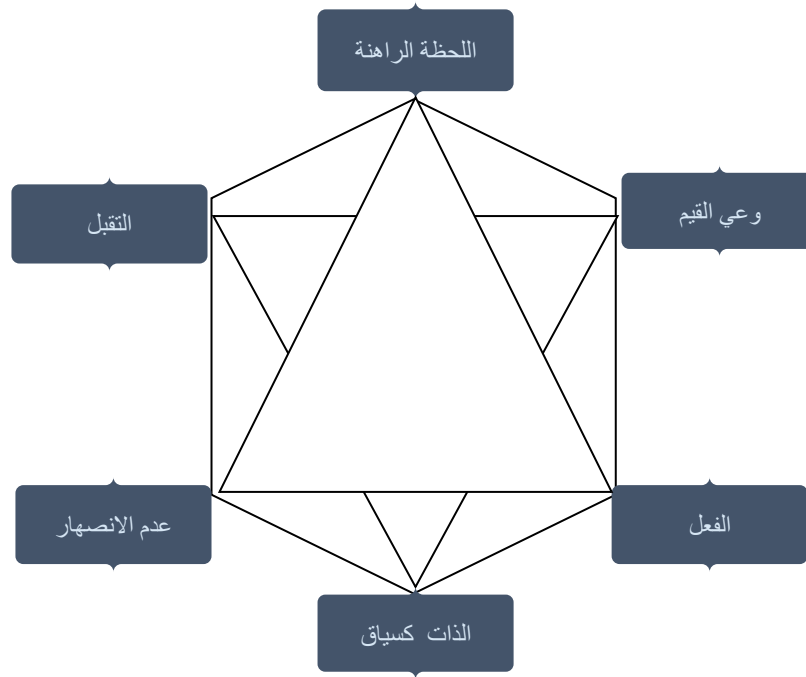 اللحظة الراهنة
وعي القيم
التقبل
الفعل
عدم الانصهار
الذات كسياق